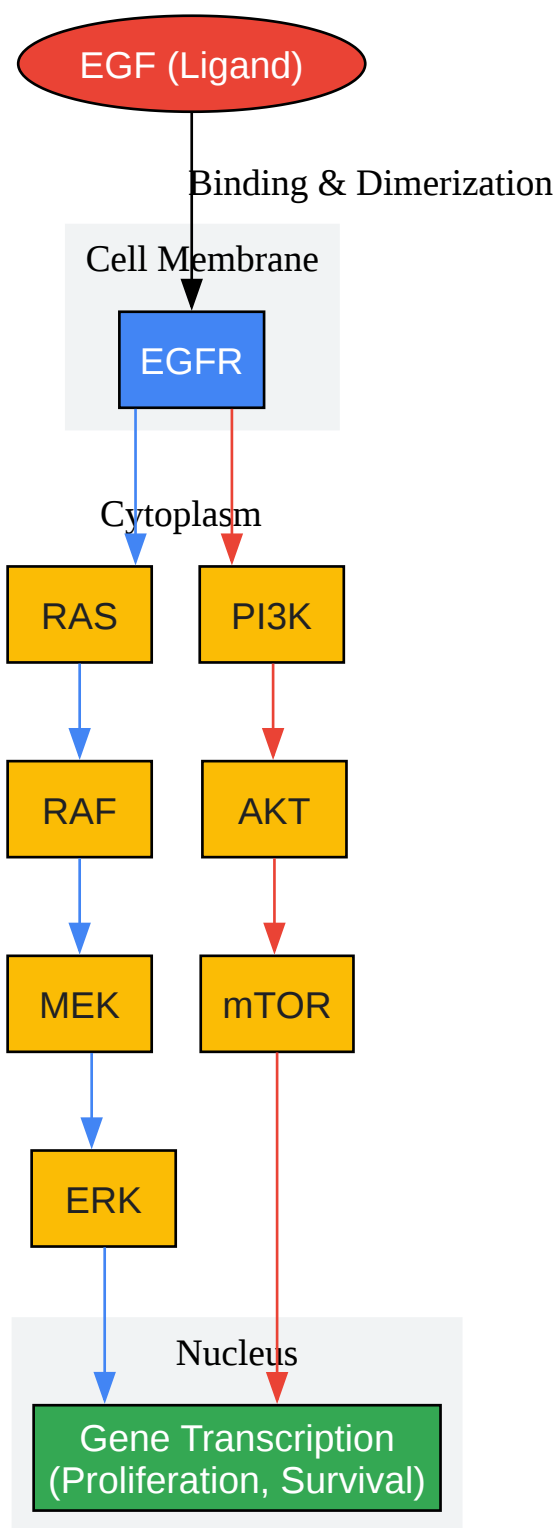 EGF (Ligand)
Binding & Dimerization
Cell Membrane
EGFR
Cytoplasm
RAS
PI3K
RAF
AKT
MEK
mTOR
ERK
Nucleus
Gene Transcription
(Proliferation, Survival)